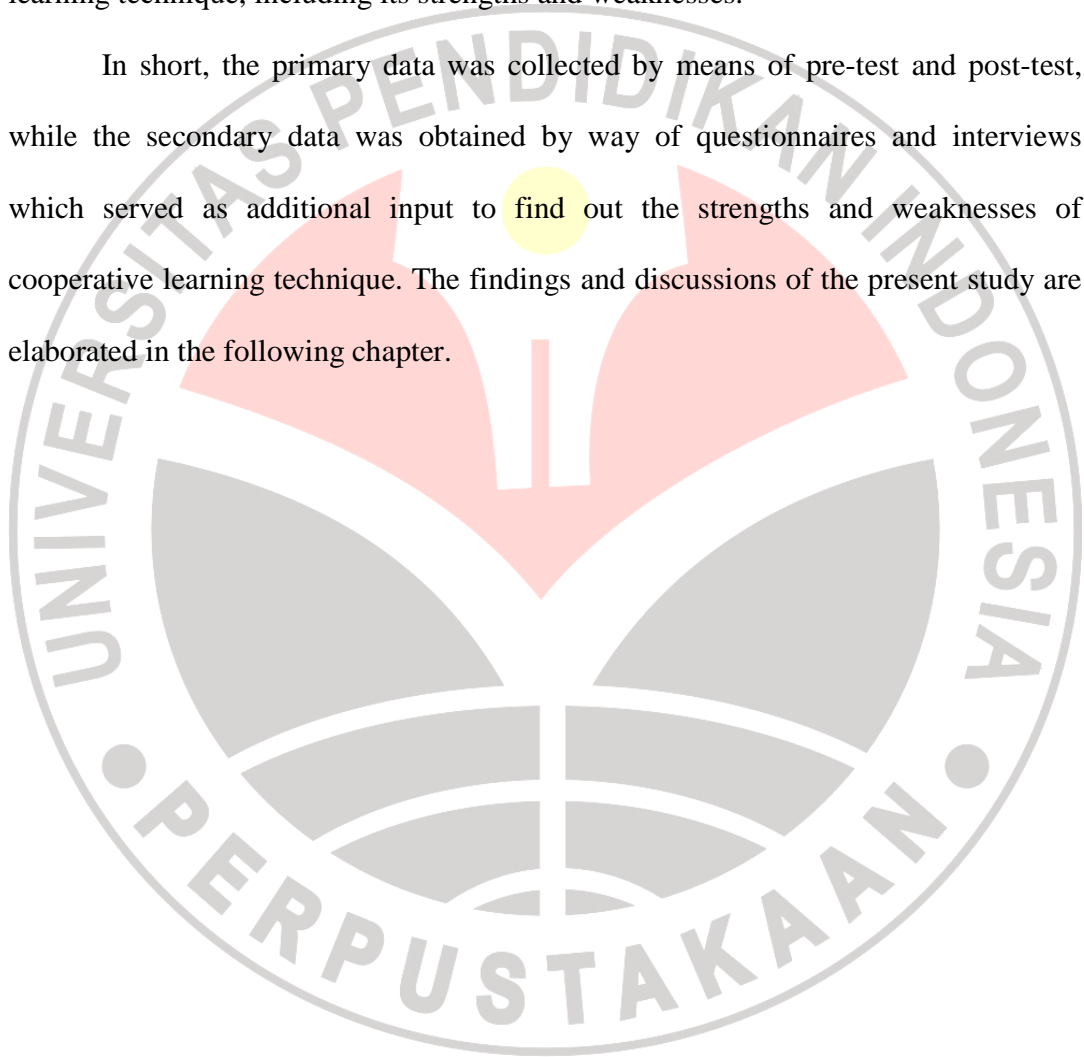 learning technique, including its strengths and weaknesses.
In short, the primary data was collected by means of pre-test and post-test,
while the secondary data was obtained by way of questionnaires and interviews
which served as additional input to find out the strengths and weaknesses of
cooperative learning technique. The findings and discussions of the present study are
elaborated in the following chapter.
UNIVERSITAS PENDIDIKAN INDONESIA
PERPUSTAKAAN